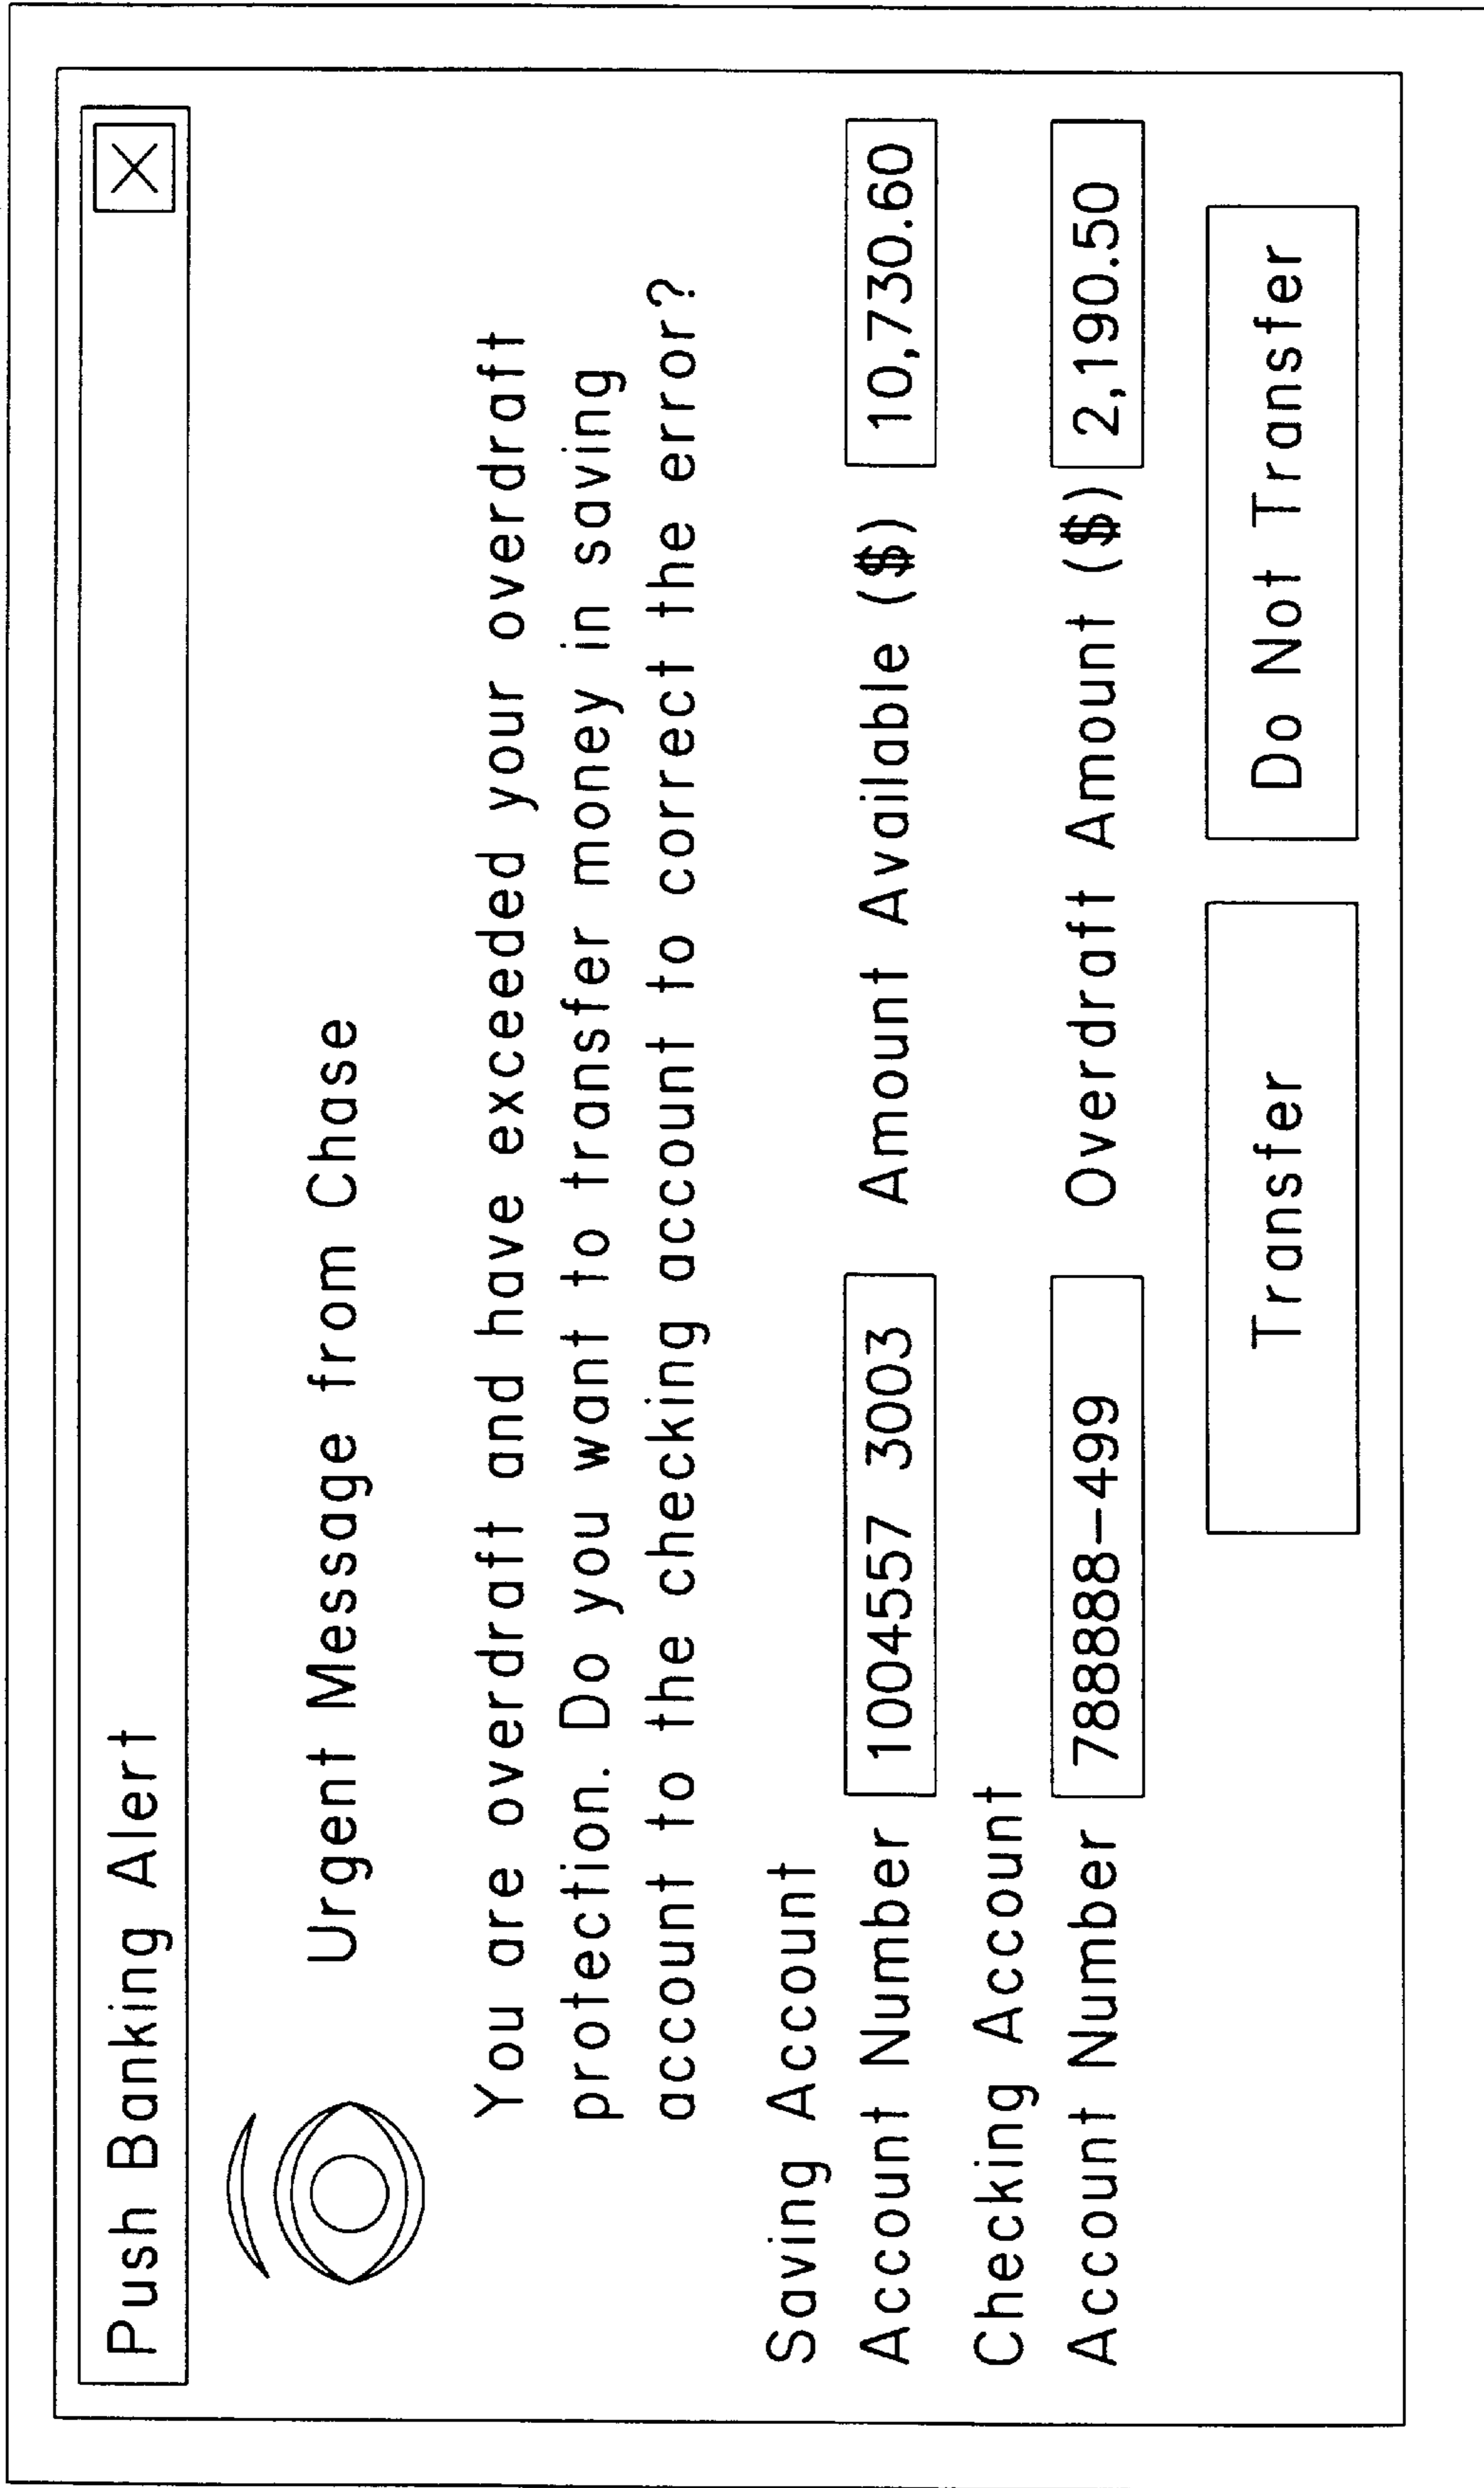 Push Banking Alert X
Urgent Message from Chase
You are overdraft and have exceeded your overdraft
protection. Do you want to transfer money in saving
account to the checking account to correct the error?
Saving Account
Account Number 1004557 3003 Amount Available ($) 10,730.60
Checking Account
Account Number 788888-499 Overdraft Amount ($) 2,190.50
Transfer Do Not Transfer